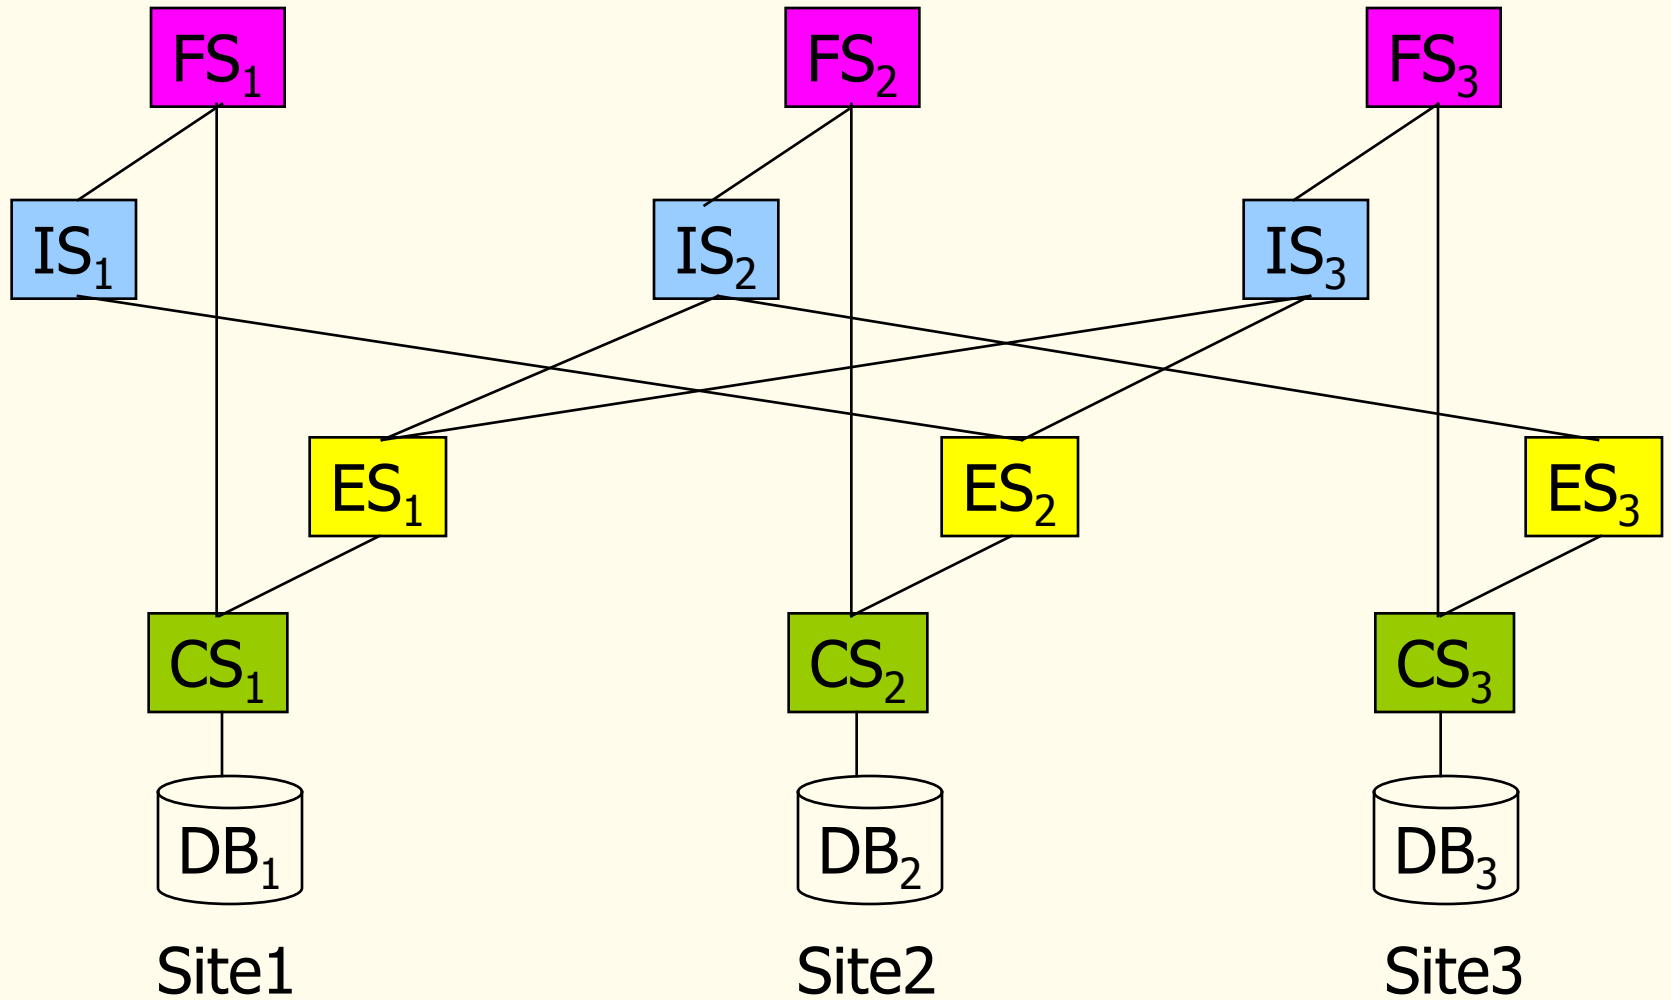 FS₁ FS₂ FS₃
IS₁ IS₂ IS₃
ES₁ ES₂ ES₃
CS₁ CS₂ CS₃
DB₁ DB₂ DB₃
Site1 Site2 Site3